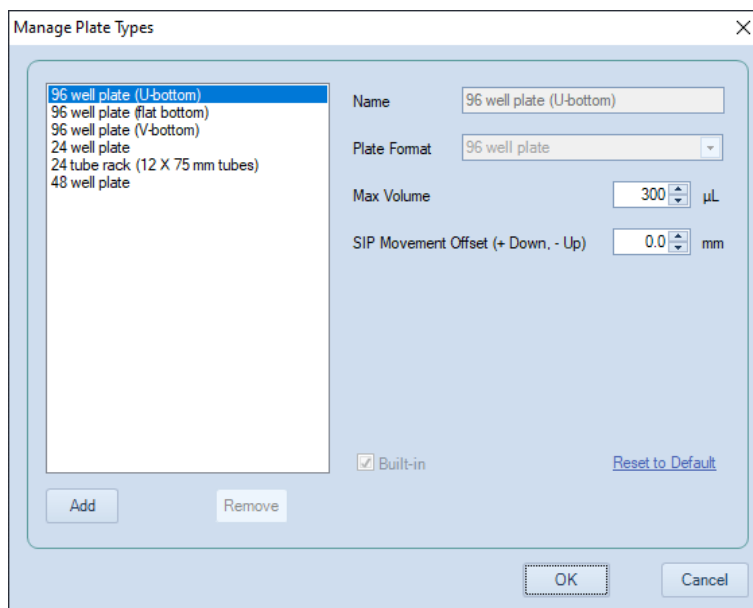 Manage Plate Types
96 well plate (U-bottom)
96 well plate (flat bottom)
96 well plate (V-bottom)
24 well plate
24 tube rack (12 X 75 mm tubes)
48 well plate
Name 96 well plate (U-bottom)
Plate Format 96 well plate
Max Volume 300 µL
SIP Movement Offset (+ Down, - Up) 0.0 mm
Built-in Reset to Default
Add Remove
OK Cancel